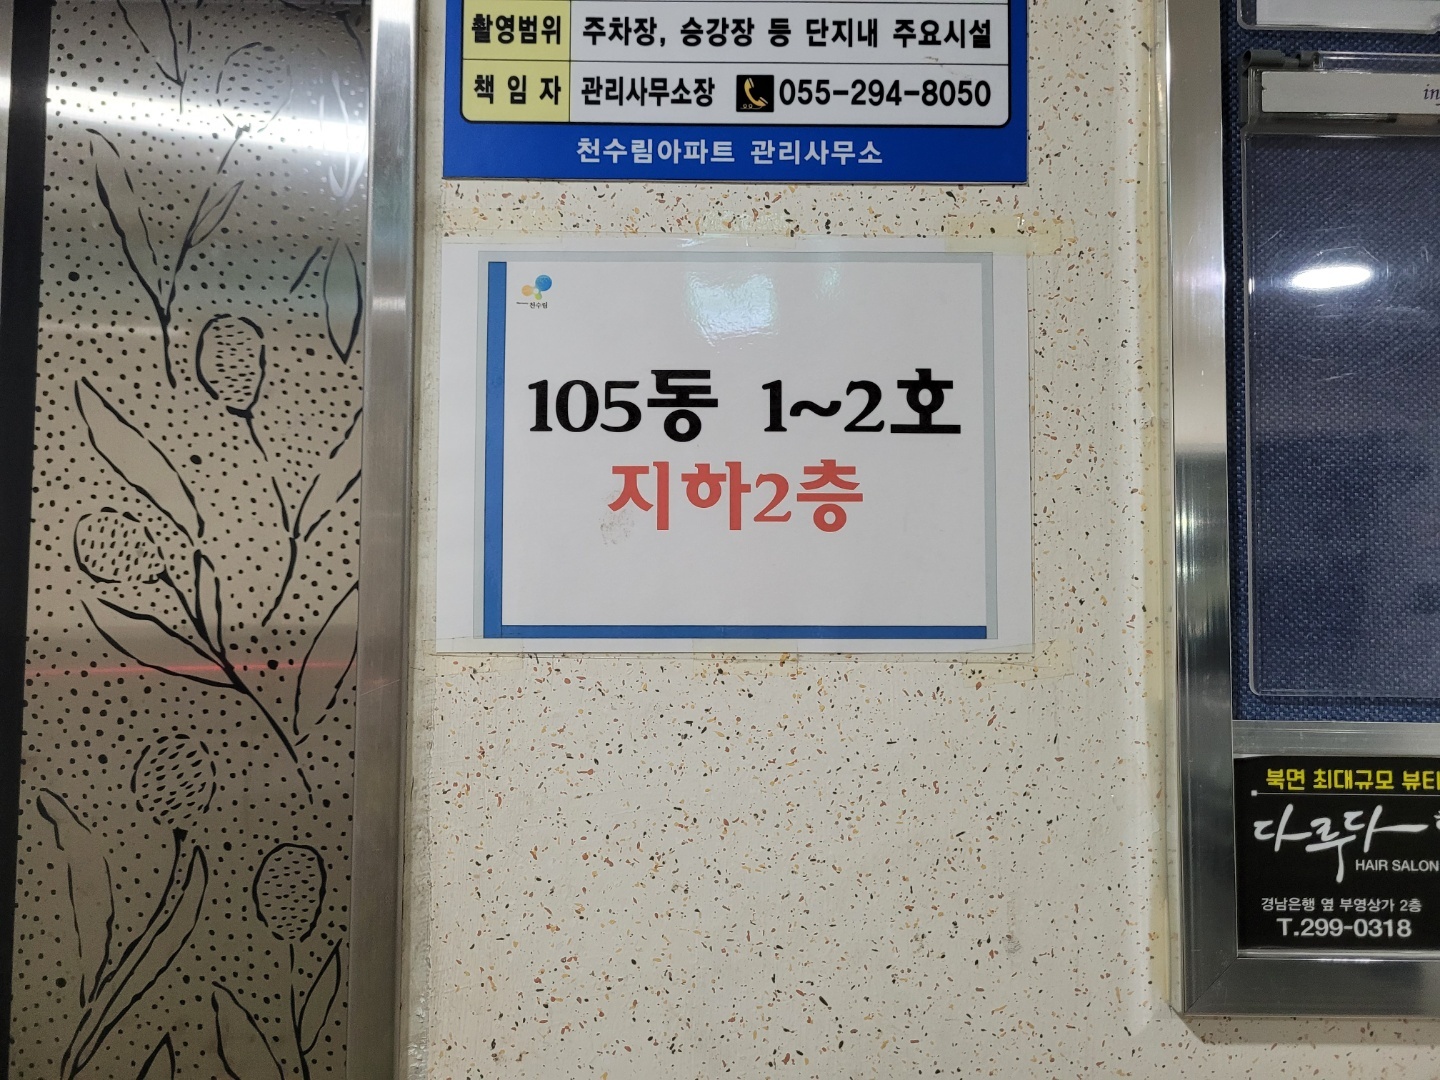 촬영범위 주차장, 승강장 등 단지내 주요시설
책임자 관리사무소장 055-294-8050
천수림아파트 관리사무소
천수림
105동 1~2호
지하2층
북면 최대규모
다루다
HAIR SALON
경남은행 옆 부영상가 2층
T.299-0318